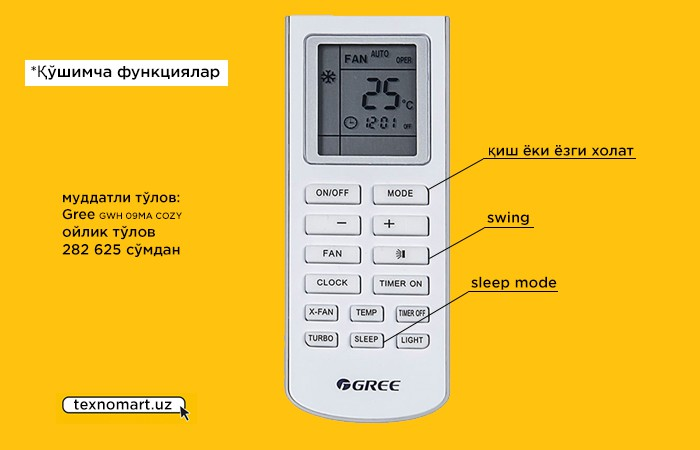 *Қўшимча функциялар
FAN AUTO OPER
25 °C
12:01 OFF
ON/OFF MODE
қиш ёки ёзги холат
муддатли тўлов:
Gree GWH 09MA COZY
ойлик тўлов
282 625 сўмдан
− +
swing
FAN
CLOCK TIMER ON
sleep mode
X-FAN TEMP TIMER OFF
TURBO SLEEP LIGHT
GREE
texnomart.uz